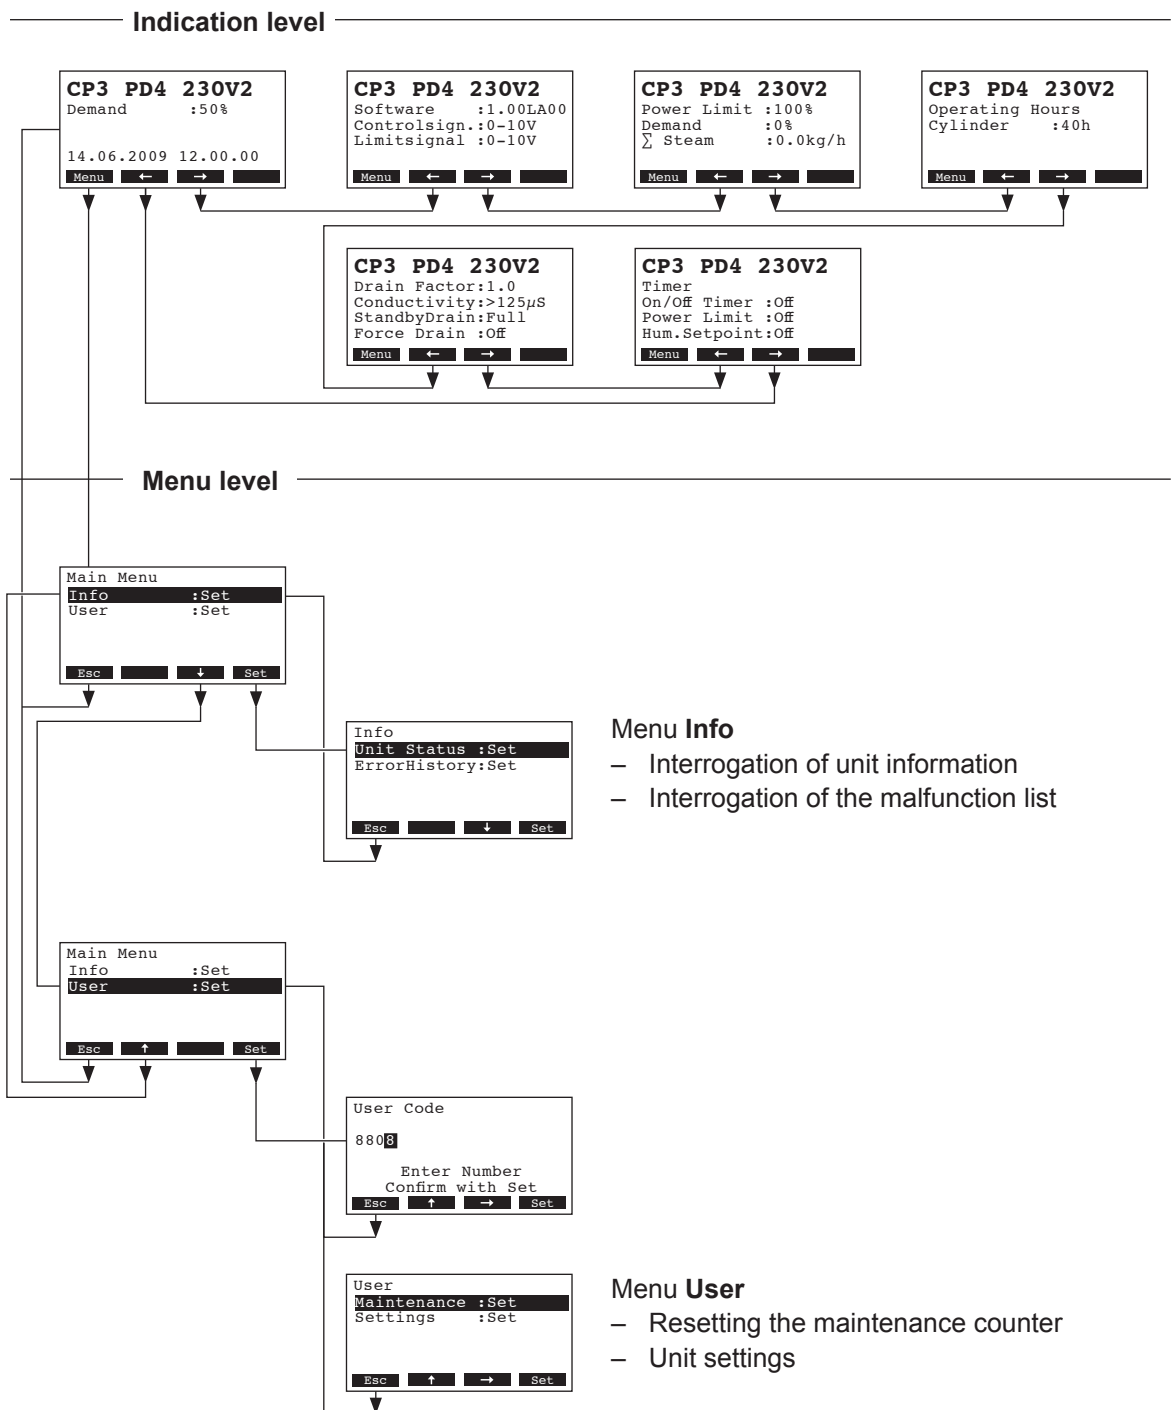 Indication level
CP3 PD4 230V2
Demand :50%
14.06.2009 12.00.00
Menu ← →
CP3 PD4 230V2
Software :1.00LA00
Controlsign.:0-10V
Limitsignal :0-10V
Menu ← →
CP3 PD4 230V2
Power Limit :100%
Demand :0%
∑ Steam :0.0kg/h
Menu ← →
CP3 PD4 230V2
Operating Hours
Cylinder :40h
Menu ← →
CP3 PD4 230V2
Drain Factor:1.0
Conductivity:>125µS
StandbyDrain:Full
Force Drain :Off
Menu ← →
CP3 PD4 230V2
Timer
On/Off Timer :Off
Power Limit :Off
Hum.Setpoint:Off
Menu ← →
Menu level
Main Menu
Info :Set
User :Set
Esc ↓ Set
Info
Unit Status :Set
ErrorHistory:Set
Esc ↓ Set
Menu Info
– Interrogation of unit information
– Interrogation of the malfunction list
Main Menu
Info :Set
User :Set
Esc ↑ Set
User Code
8808
Enter Number
Confirm with Set
Esc ↑ → Set
User
Maintenance :Set
Settings :Set
Esc ↑ → Set
Menu User
– Resetting the maintenance counter
– Unit settings